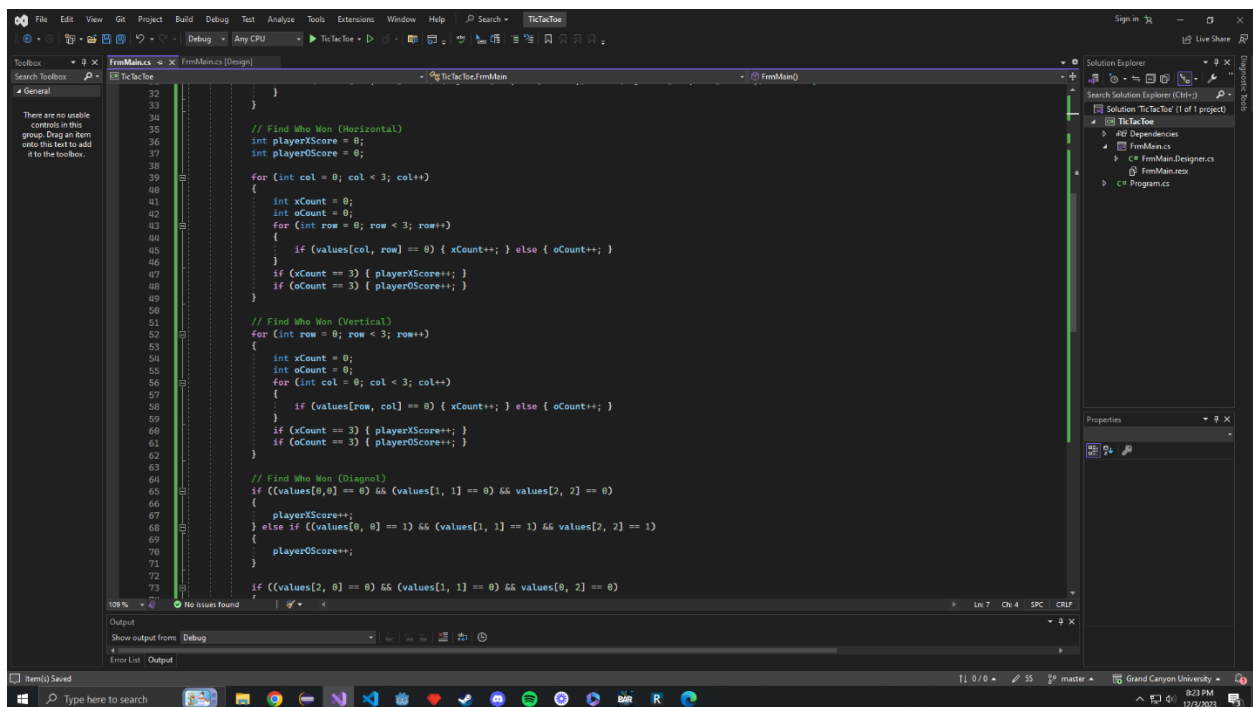 File Edit View Git Project Build Debug Test Analyze Tools Extensions Window Help Search TicTacToe Sign in
Debug Any CPU TicTacToe Live Share
Toolbox FrmMain.cs FrmMain.cs [Design] Solution Explorer
Search Toolbox TicTacToe TicTacToe.FrmMain FrmMain()
General
There are no usable
controls in this
group. Drag an item
onto this text to add
it to the toolbox.
32 }
33 }
34
35 // Find Who Won (Horizontal)
36 int playerXScore = 0;
37 int playerOScore = 0;
38
39 for (int col = 0; col < 3; col++)
40 {
41 int xCount = 0;
42 int oCount = 0;
43 for (int row = 0; row < 3; row++)
44 {
45 if (values[col, row] == 0) { xCount++; } else { oCount++; }
46 }
47 if (xCount == 3) { playerXScore++; }
48 if (oCount == 3) { playerOScore++; }
49 }
50
51 // Find Who Won (Vertical)
52 for (int row = 0; row < 3; row++)
53 {
54 int xCount = 0;
55 int oCount = 0;
56 for (int col = 0; col < 3; col++)
57 {
58 if (values[row, col] == 0) { xCount++; } else { oCount++; }
59 }
60 if (xCount == 3) { playerXScore++; }
61 if (oCount == 3) { playerOScore++; }
62 }
63
64 // Find Who Won (Diagnol)
65 if ((values[0,0] == 0) && (values[1, 1] == 0) && values[2, 2] == 0)
66 {
67 playerXScore++;
68 } else if ((values[0, 0] == 1) && (values[1, 1] == 1) && values[2, 2] == 1)
69 {
70 playerOScore++;
71 }
72
73 if ((values[2, 0] == 0) && (values[1, 1] == 0) && values[0, 2] == 0)
109 % No issues found Ln: 7 Ch: 4 SPC CRLF
Output
Show output from: Debug
Error List Output
Search Solution Explorer (Ctrl+;)
Solution 'TicTacToe' (1 of 1 project)
TicTacToe
Dependencies
FrmMain.cs
C# FrmMain.Designer.cs
FrmMain.resx
C# Program.cs
Properties
Diagnostic Tools
Item(s) Saved 0 / 0 55 master Grand Canyon University
Type here to search BAR R 8:23 PM
12/3/2023